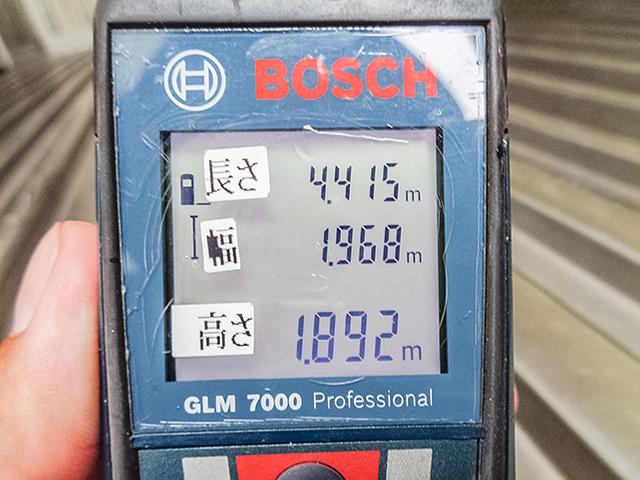 BOSCH
長さ 4.415 m
幅 1.968 m
高さ 1.892 m
GLM 7000 Professional